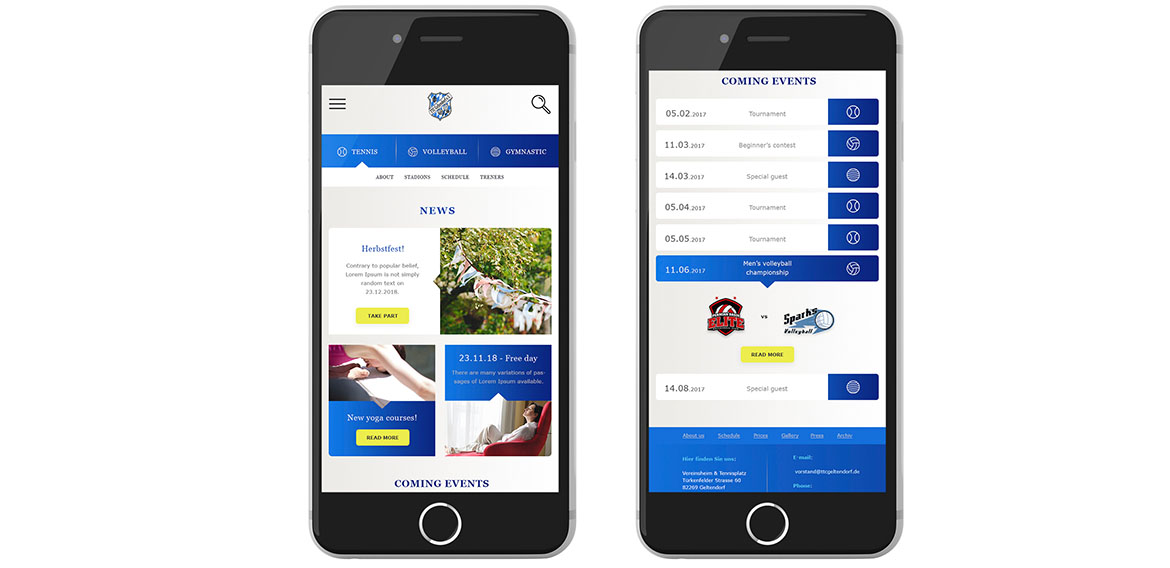 TENNIS
VOLLEYBALL
GYMNASTIC
ABOUT STADIONS SCHEDULE TRENERS
NEWS
Herbstfest!
Contrary to popular belief,
Lorem Ipsum is not simply
random text on
23.12.2018.
TAKE PART
New yoga courses!
READ MORE
23.11.18 - Free day
There are many variations of pas-
sages of Lorem Ipsum available.
COMING EVENTS
COMING EVENTS
05.02.2017 Tournament
11.03.2017 Beginner's contest
14.03.2017 Special guest
05.04.2017 Tournament
05.05.2017 Tournament
11.06.2017 Men's volleyball
championship
ELITE
vs
Sparks
Volleyball
READ MORE
14.08.2017 Special guest
About us Schedule Prices Gallery Press Archiv
Hier finden Sie uns:
Vereinsheim & Tennisplatz
Türkenfelder Strasse 60
82269 Geltendorf
E-mail:
vorstand@ttcgeltendorf.de
Phone: